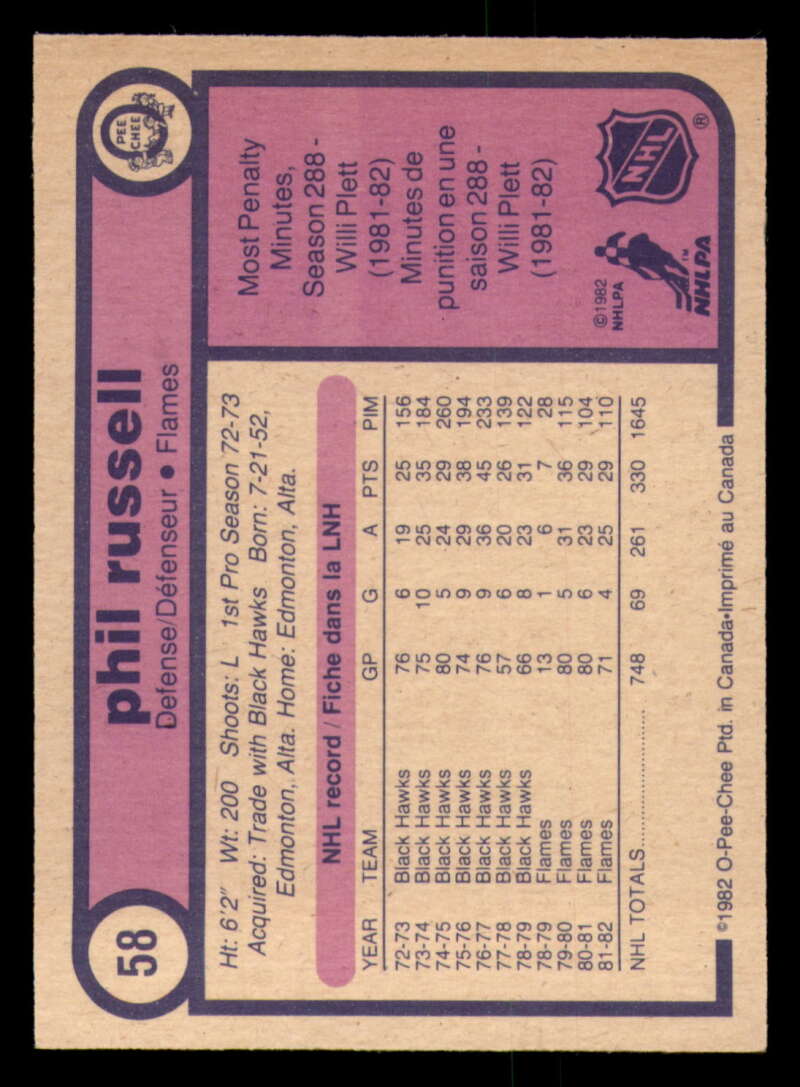 58
phil russell
Defense/Défenseur • Flames
O
PEE
CHEE
Ht: 6'2" Wt: 200 Shoots: L 1st Pro Season 72-73
Acquired: Trade with Black Hawks Born: 7-21-52,
Edmonton, Alta. Home: Edmonton, Alta.
NHL record / Fiche dans la LNH
YEAR TEAM GP G A PTS PIM
72-73 Black Hawks 76 6 19 25 156
73-74 Black Hawks 75 10 25 35 184
74-75 Black Hawks 80 5 24 29 260
75-76 Black Hawks 74 9 29 38 194
76-77 Black Hawks 76 9 36 45 233
77-78 Black Hawks 57 6 20 26 139
78-79 Black Hawks 66 8 23 31 122
78-79 Flames 13 1 6 7 28
79-80 Flames 80 5 31 36 115
80-81 Flames 80 6 23 29 104
81-82 Flames 71 4 25 29 110
NHL TOTALS.............................. 748 69 261 330 1645
Most Penalty
Minutes,
Season 288 -
Willi Plett
(1981-82)
Minutes de
punition en une
saison 288 -
Willi Plett
(1981-82)
©1982
NHLPA
NHLPA
™
NHL
®
©1982 O-Pee-Chee Ptd. in Canada•Imprimé au Canada